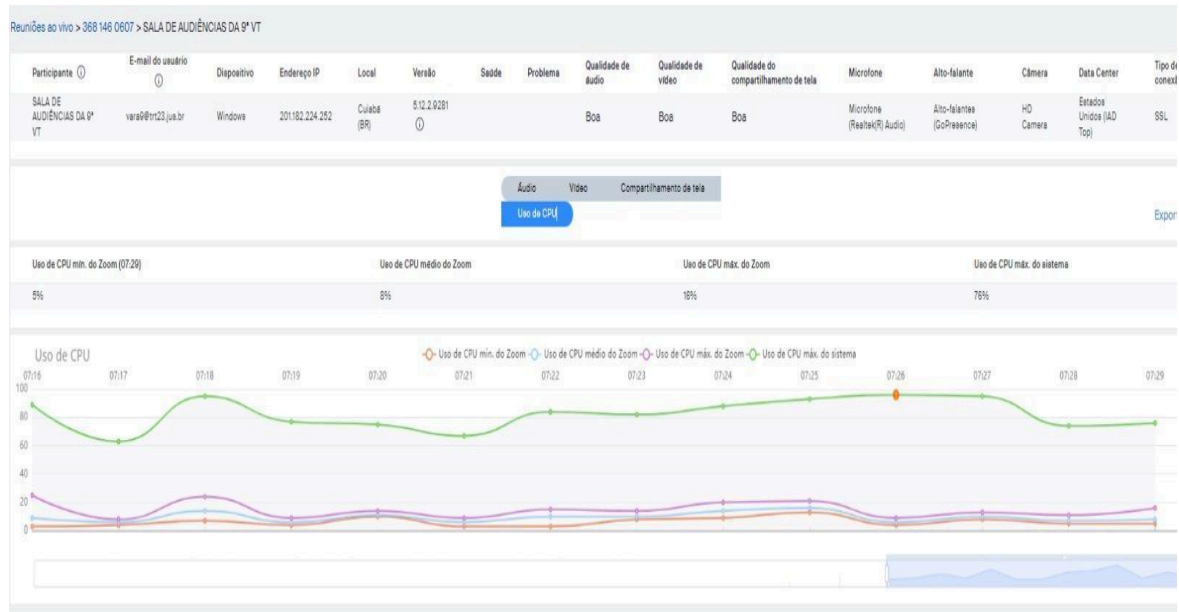 Reuniões ao vivo > 368 146 0607 > SALA DE AUDIÊNCIAS DA 9ª VT
Participante E-mail do usuário Dispositivo Endereço IP Local Versão Saúde Problema Qualidade de áudio Qualidade de vídeo Qualidade do compartilhamento de tela Microfone Alto-falante Câmera Data Center Tipo de
SALA DE AUDIÊNCIAS DA 9ª VT vara9@trt23.jus.br Windows 201.182.224.252 Cuiabá (BR) 5.12.2.9281 Boa Boa Boa Microfone (Realtek(R) Audio) Alto-falantes (GoPresence) HD Camera Estados Unidos (IAD Top) SSL
Áudio Vídeo Compartilhamento de tela
Uso de CPU
Export
Uso de CPU mín. do Zoom (07:29) Uso de CPU médio do Zoom Uso de CPU máx. do Zoom Uso de CPU máx. do sistema
5% 8% 16% 76%
Uso de CPU
Uso de CPU mín. do Zoom Uso de CPU médio do Zoom Uso de CPU máx. do Zoom Uso de CPU máx. do sistema
07:16 07:17 07:18 07:19 07:20 07:21 07:22 07:23 07:24 07:25 07:26 07:27 07:28 07:29
100
80
60
40
20
0